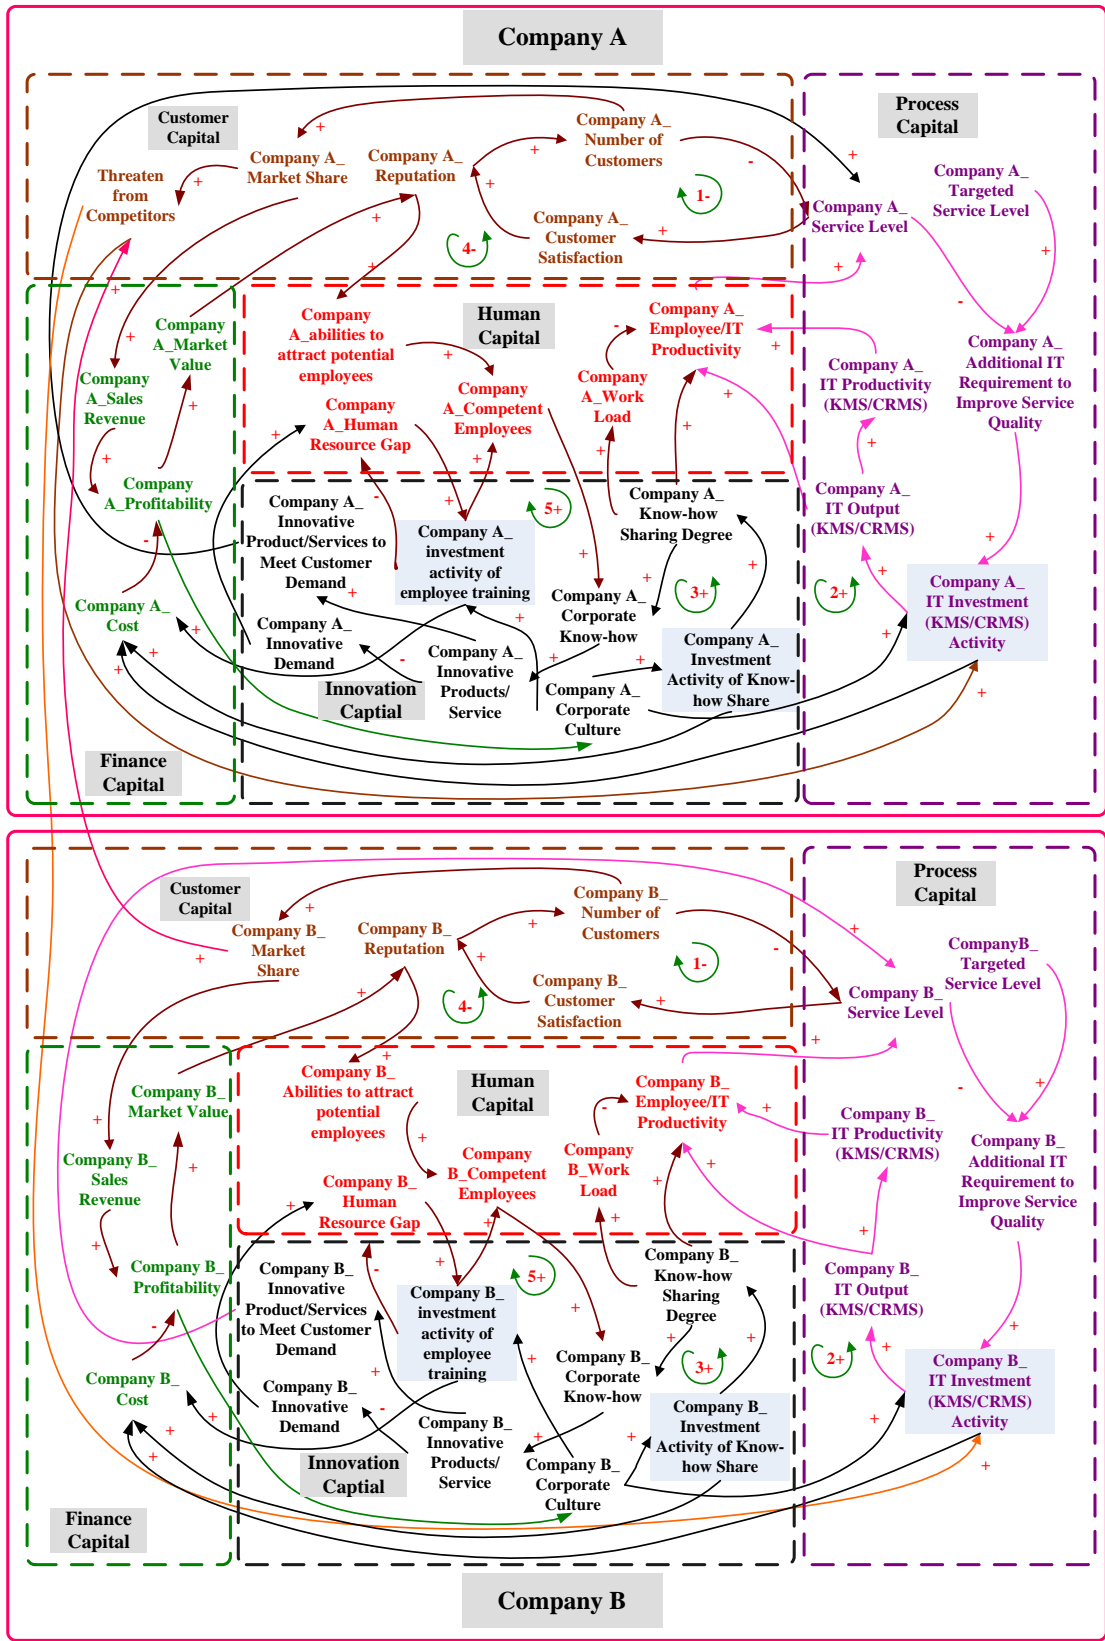 Company A
Customer
Capital
Process
Capital
Company A_
Number of
Customers
Company A_
Market Share
Company A_
Reputation
Threaten
from
Competitors
Company A_
Targeted
Service Level
Company A_
Service Level
Company A_
Customer
Satisfaction
1-
4-
Company
A_abilities to
attract potential
employees
Human
Capital
Company A_
Employee/IT
Productivity
Company
A_Market
Value
Company
A_Sales
Revenue
Company A_
Additional IT
Requirement to
Improve Service
Quality
Company A_
IT Productivity
(KMS/CRMS)
Company
A_Work
Load
Company
A_Competent
Employees
Company
A_Human
Resource Gap
Company
A_Profitability
Company A_
Innovative
Product/Services to
Meet Customer
Demand
5+
Company A_
Know-how
Sharing Degree
Company A_
IT Output
(KMS/CRMS)
Company A_
investment
activity of
employee training
Company A_
Cost
Company A_
Corporate
Know-how
3+
2+
Company A_
IT Investment
(KMS/CRMS)
Activity
Company A_
Innovative
Demand
Company A_
Innovative
Products/
Service
Company A_
Investment
Activity of Know-
how Share
Innovation
Captial
Company A_
Corporate
Culture
Finance
Capital
Customer
Capital
Process
Capital
Company B_
Number of
Customers
Company B_
Market
Share
Company B_
Reputation
CompanyB_
Targeted
Service Level
1-
Company B_
Customer
Satisfaction
4-
Company B_
Service Level
Company B_
Abilities to attract
potential
employees
Human
Capital
Company B_
Employee/IT
Productivity
Company B_
Market Value
Company B_
IT Productivity
(KMS/CRMS)
Company B_
Additional IT
Requirement to
Improve Service
Quality
Company B_
Sales
Revenue
Company
B_Competent
Employees
Company
B_Work
Load
Company B_
Human
Resource Gap
Company B_
Profitability
Company B_
Innovative
Product/Services
to Meet Customer
Demand
5+
Company B_
Know-how
Sharing
Degree
Company B_
IT Output
(KMS/CRMS)
Company B_
investment
activity of
employee
training
Company B_
Cost
Company B_
Corporate
Know-how
3+
2+
Company B_
IT Investment
(KMS/CRMS)
Activity
Company B_
Innovative
Demand
Company B_
Innovative
Products/
Service
Company B_
Investment
Activity of Know-
how Share
Innovation
Captial
Company B_
Corporate
Culture
Finance
Capital
Company B